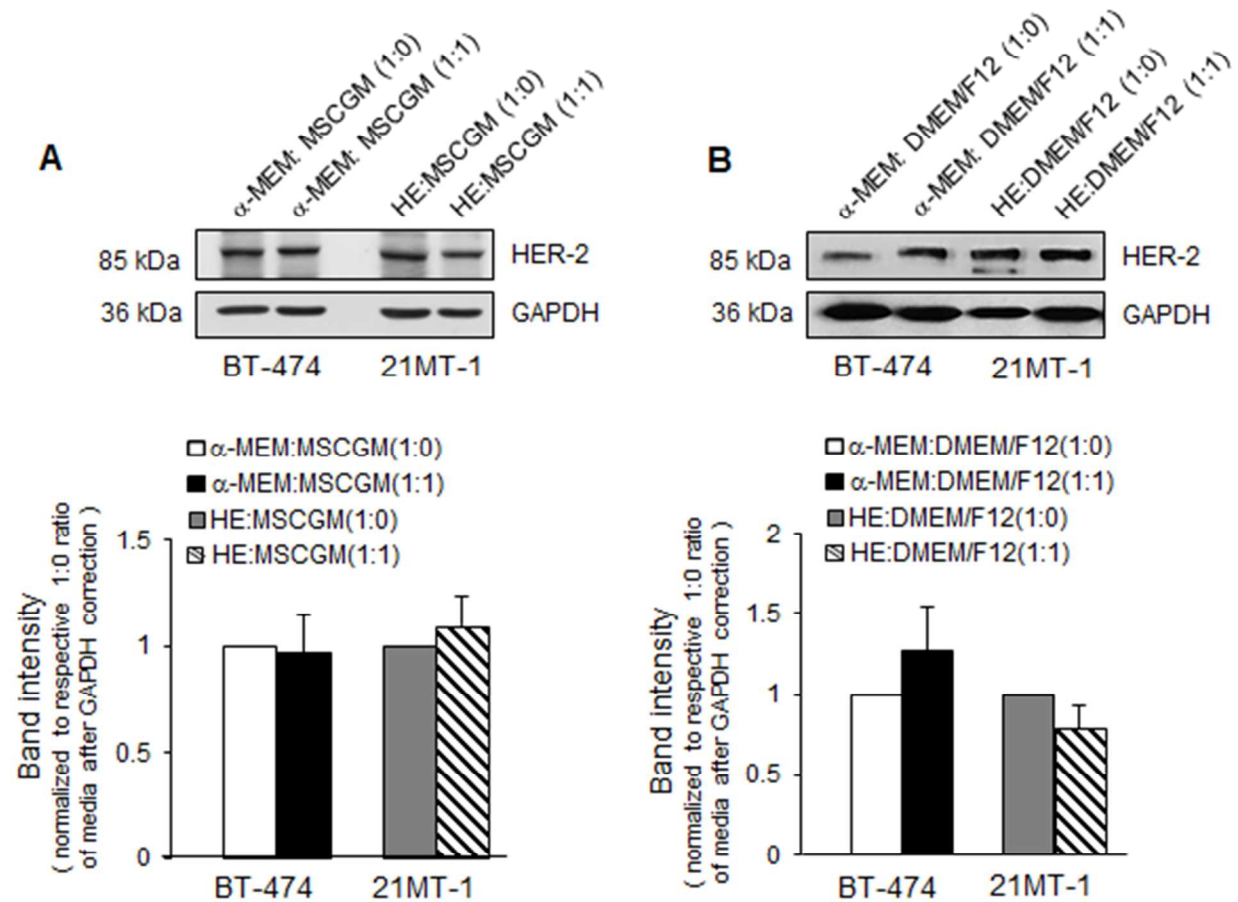 A
α-MEM: MSCGM (1:0)
α-MEM: MSCGM (1:1)
HE:MSCGM (1:0)
HE:MSCGM (1:1)
85 kDa
HER-2
36 kDa
GAPDH
BT-474
21MT-1
α-MEM:MSCGM(1:0)
α-MEM:MSCGM(1:1)
HE:MSCGM(1:0)
HE:MSCGM(1:1)
Band intensity
( normalized to respective 1:0 ratio
of media after GAPDH correction )
1.5
1
0.5
0
BT-474
21MT-1
B
α-MEM: DMEM/F12 (1:0)
α-MEM: DMEM/F12 (1:1)
HE:DMEM/F12 (1:0)
HE:DMEM/F12 (1:1)
85 kDa
HER-2
36 kDa
GAPDH
BT-474
21MT-1
α-MEM:DMEM/F12(1:0)
α-MEM:DMEM/F12(1:1)
HE:DMEM/F12(1:0)
HE:DMEM/F12(1:1)
Band intensity
( normalized to respective 1:0 ratio
of media after GAPDH correction )
2
1.5
1
0.5
0
BT-474
21MT-1